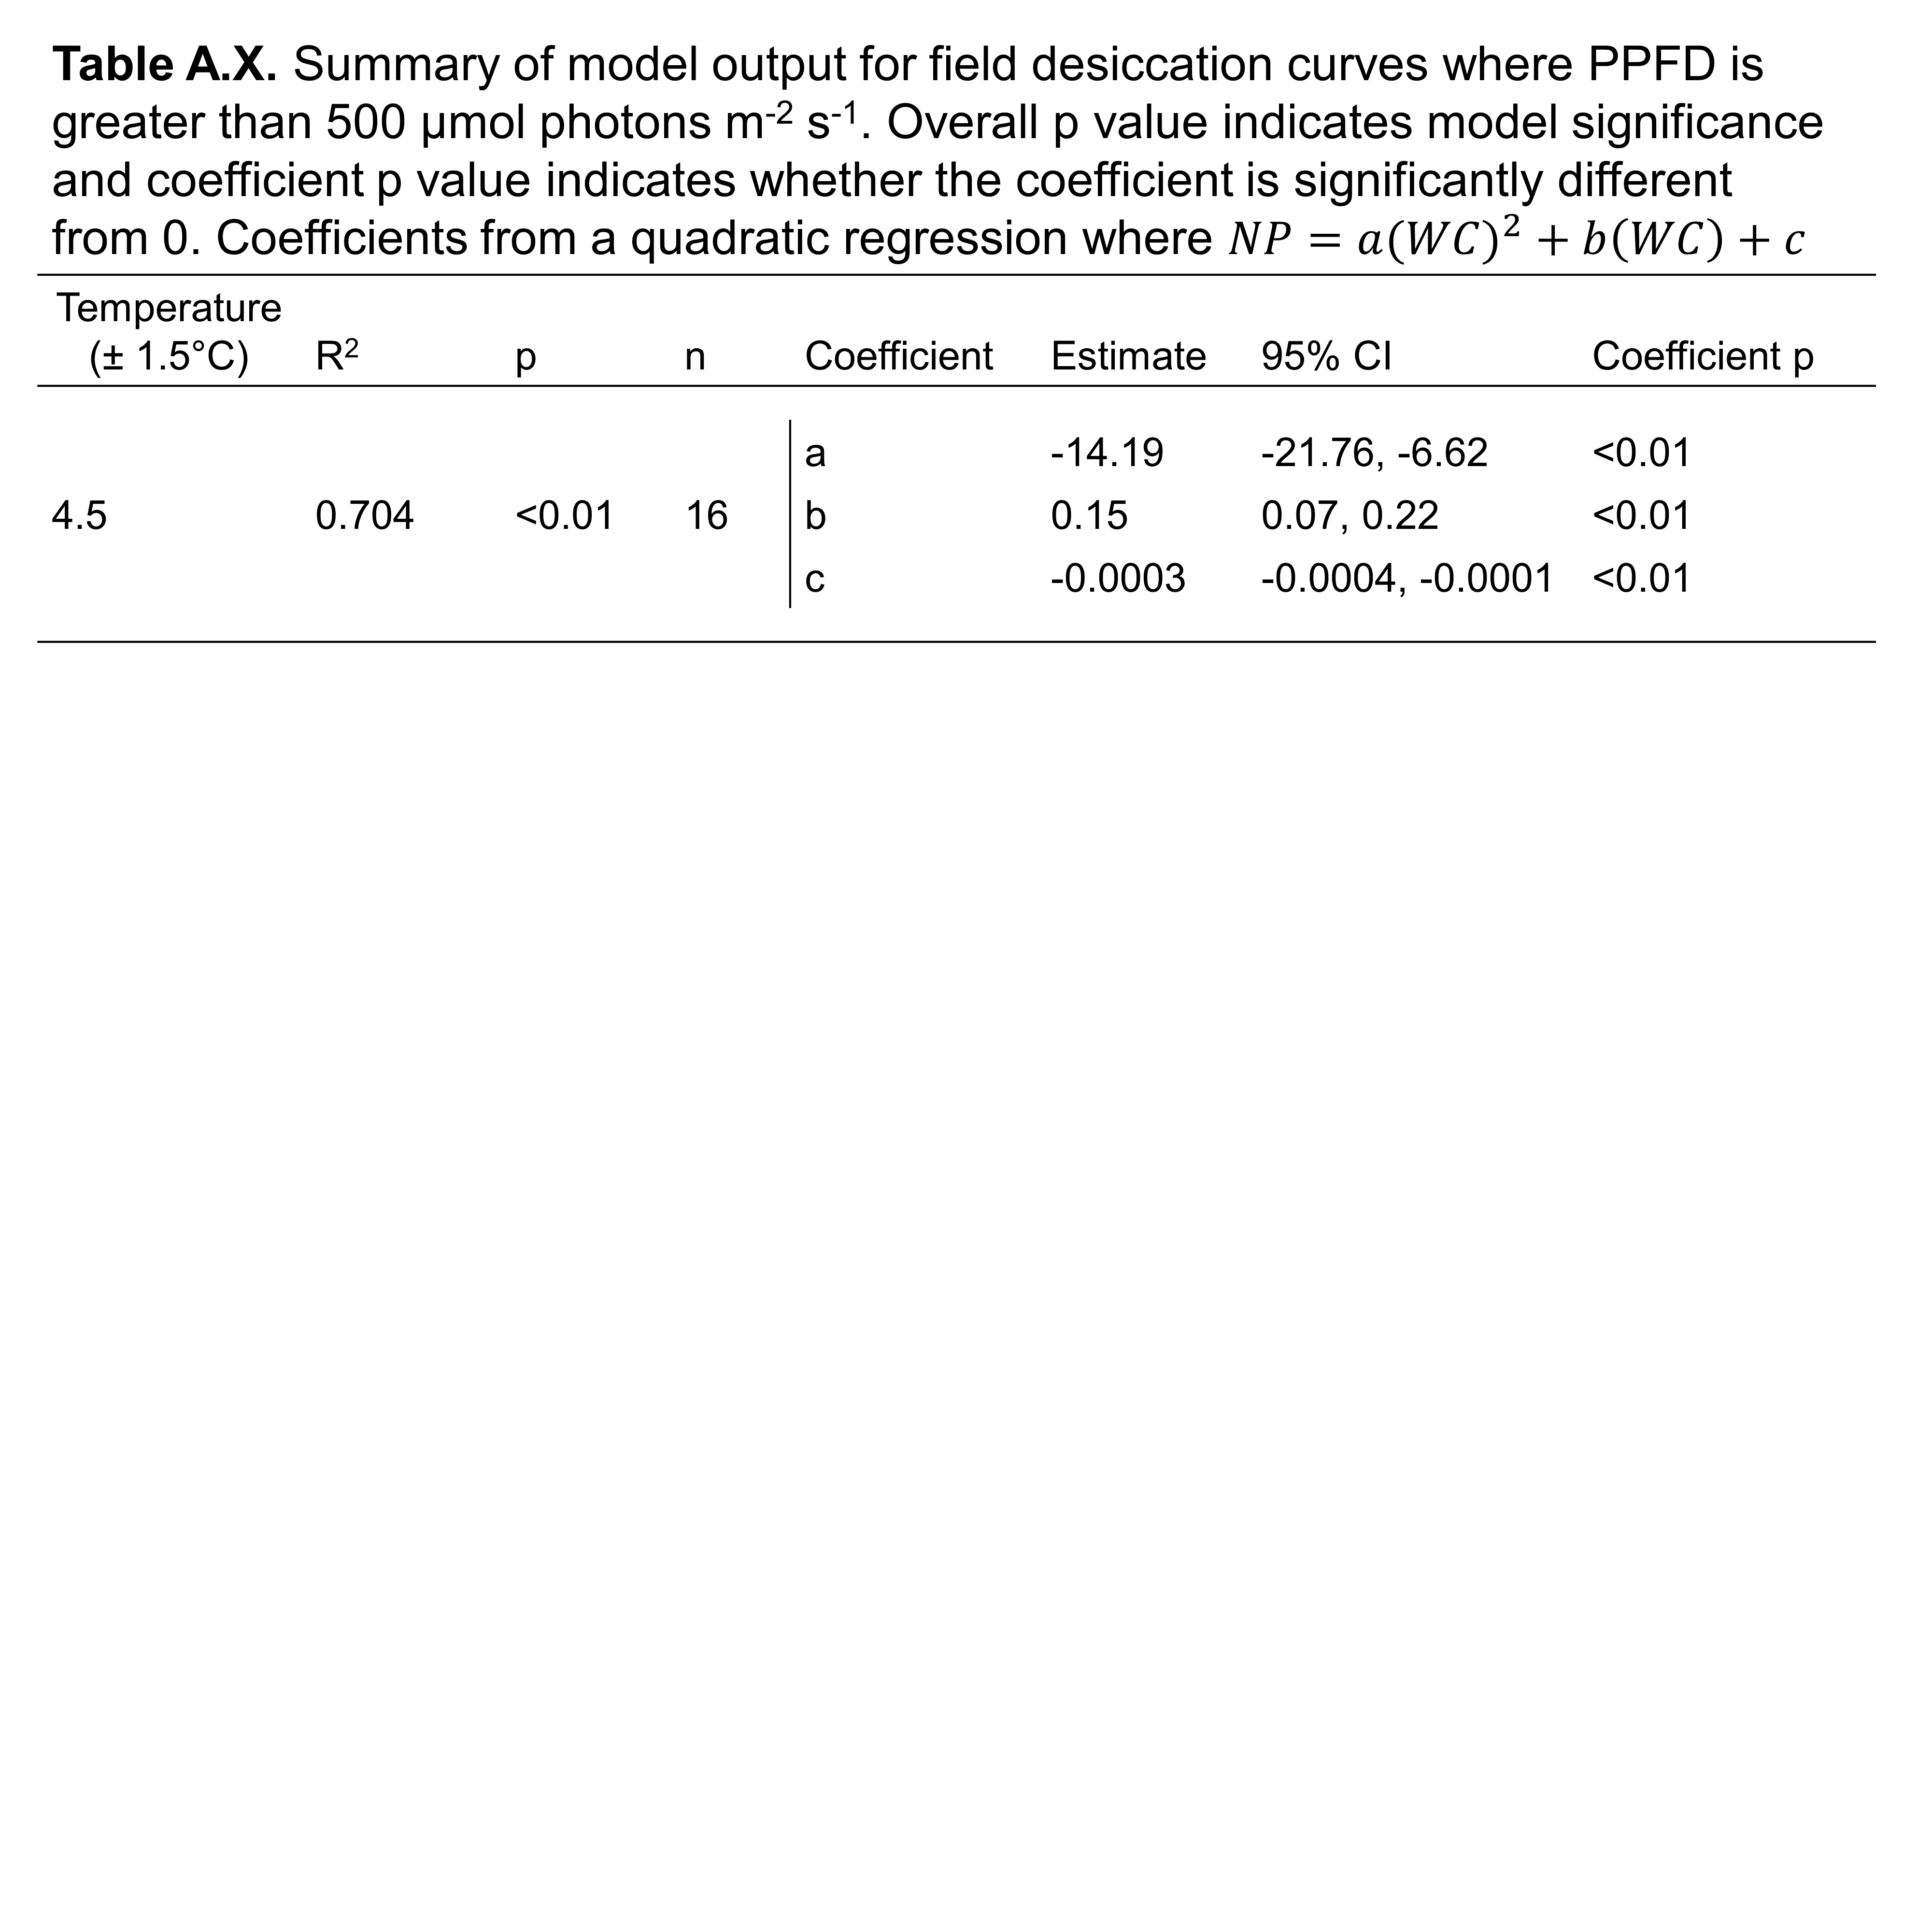 Table A.X. Summary of model output for field desiccation curves where PPFD is
greater than 500 µmol photons m⁻² s⁻¹. Overall p value indicates model significance
and coefficient p value indicates whether the coefficient is significantly different
from 0. Coefficients from a quadratic regression where NP = a(WC)² + b(WC) + c
Temperature
(± 1.5°C) R² p n Coefficient Estimate 95% CI Coefficient p
a -14.19 -21.76, -6.62 <0.01
4.5 0.704 <0.01 16 b 0.15 0.07, 0.22 <0.01
c -0.0003 -0.0004, -0.0001 <0.01